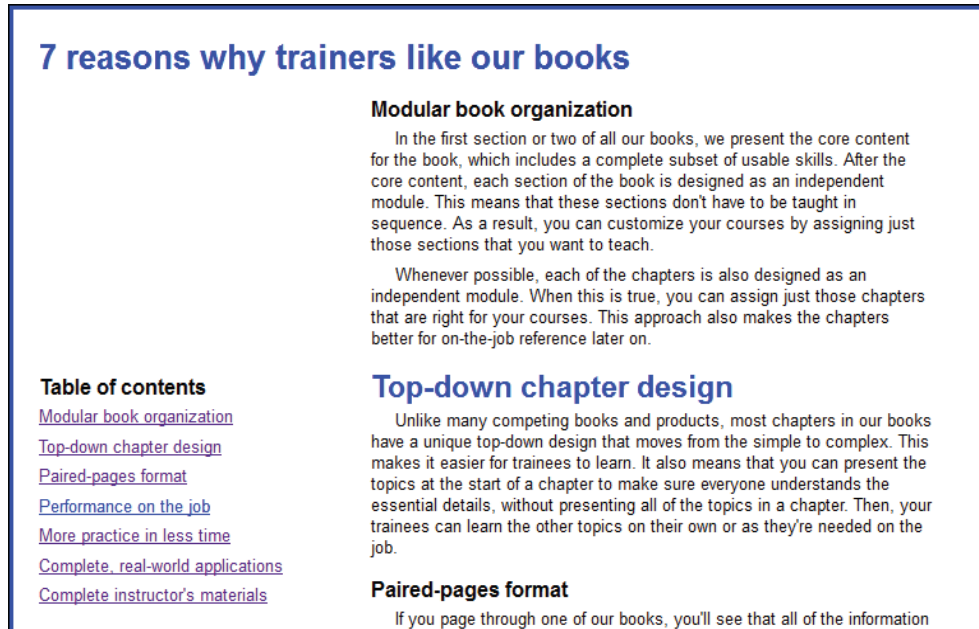 7 reasons why trainers like our books
Modular book organization
In the first section or two of all our books, we present the core content
for the book, which includes a complete subset of usable skills. After the
core content, each section of the book is designed as an independent
module. This means that these sections don't have to be taught in
sequence. As a result, you can customize your courses by assigning just
those sections that you want to teach.
Whenever possible, each of the chapters is also designed as an
independent module. When this is true, you can assign just those chapters
that are right for your courses. This approach also makes the chapters
better for on-the-job reference later on.
Table of contents
Modular book organization
Top-down chapter design
Paired-pages format
Performance on the job
More practice in less time
Complete, real-world applications
Complete instructor's materials
Top-down chapter design
Unlike many competing books and products, most chapters in our books
have a unique top-down design that moves from the simple to complex. This
makes it easier for trainees to learn. It also means that you can present the
topics at the start of a chapter to make sure everyone understands the
essential details, without presenting all of the topics in a chapter. Then, your
trainees can learn the other topics on their own or as they're needed on the
job.
Paired-pages format
If you page through one of our books, you'll see that all of the information